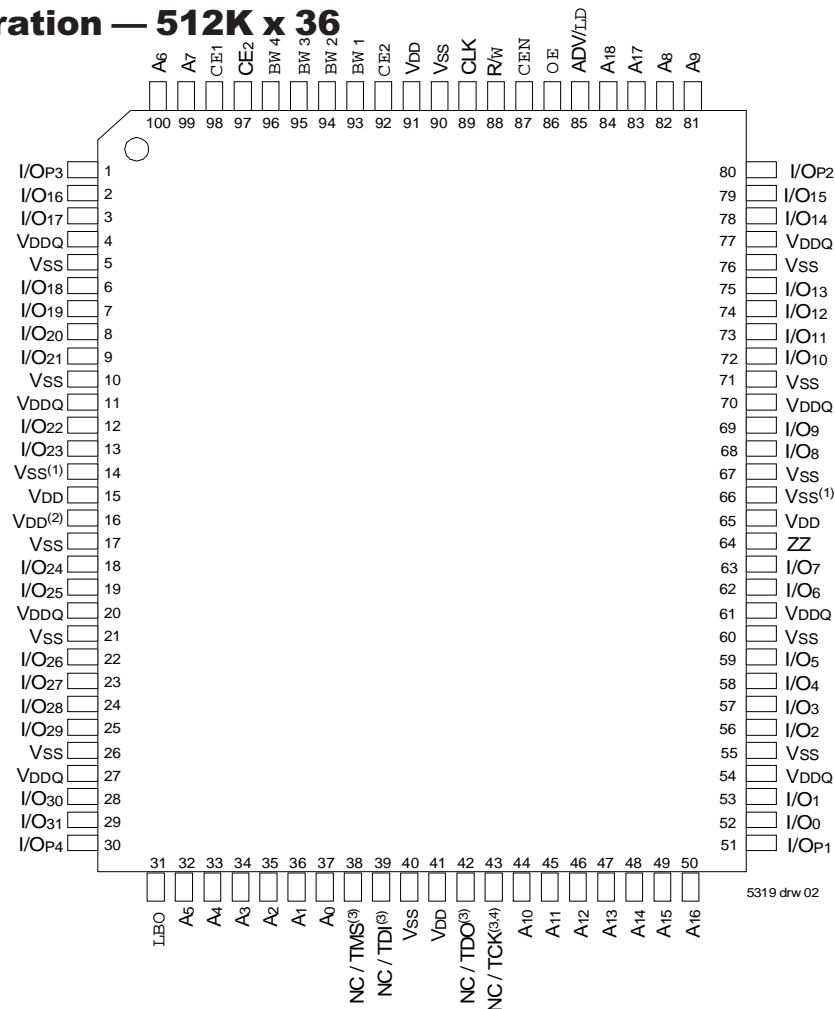 ration — 512K x 36
A6 A7 CE1 CE2 BW4 BW3 BW2 BW1 CE2 VDD VSS CLK R/W CEN OE ADV/LD A18 A17 A8 A9
100 99 98 97 96 95 94 93 92 91 90 89 88 87 86 85 84 83 82 81
I/OP3 1 80 I/OP2
I/O16 2 79 I/O15
I/O17 3 78 I/O14
VDDQ 4 77 VDDQ
VSS 5 76 VSS
I/O18 6 75 I/O13
I/O19 7 74 I/O12
I/O20 8 73 I/O11
I/O21 9 72 I/O10
VSS 10 71 VSS
VDDQ 11 70 VDDQ
I/O22 12 69 I/O9
I/O23 13 68 I/O8
VSS(1) 14 67 VSS
VDD 15 66 VSS(1)
VDD(2) 16 65 VDD
VSS 17 64 ZZ
I/O24 18 63 I/O7
I/O25 19 62 I/O6
VDDQ 20 61 VDDQ
VSS 21 60 VSS
I/O26 22 59 I/O5
I/O27 23 58 I/O4
I/O28 24 57 I/O3
I/O29 25 56 I/O2
VSS 26 55 VSS
VDDQ 27 54 VDDQ
I/O30 28 53 I/O1
I/O31 29 52 I/O0
I/OP4 30 51 I/OP1
31 32 33 34 35 36 37 38 39 40 41 42 43 44 45 46 47 48 49 50
LBO A5 A4 A3 A2 A1 A0 NC / TMS(3) NC / TDI(3) VSS VDD NC / TDO(3) NC / TCK(3,4) A10 A11 A12 A13 A14 A15 A16
5319 drw 02